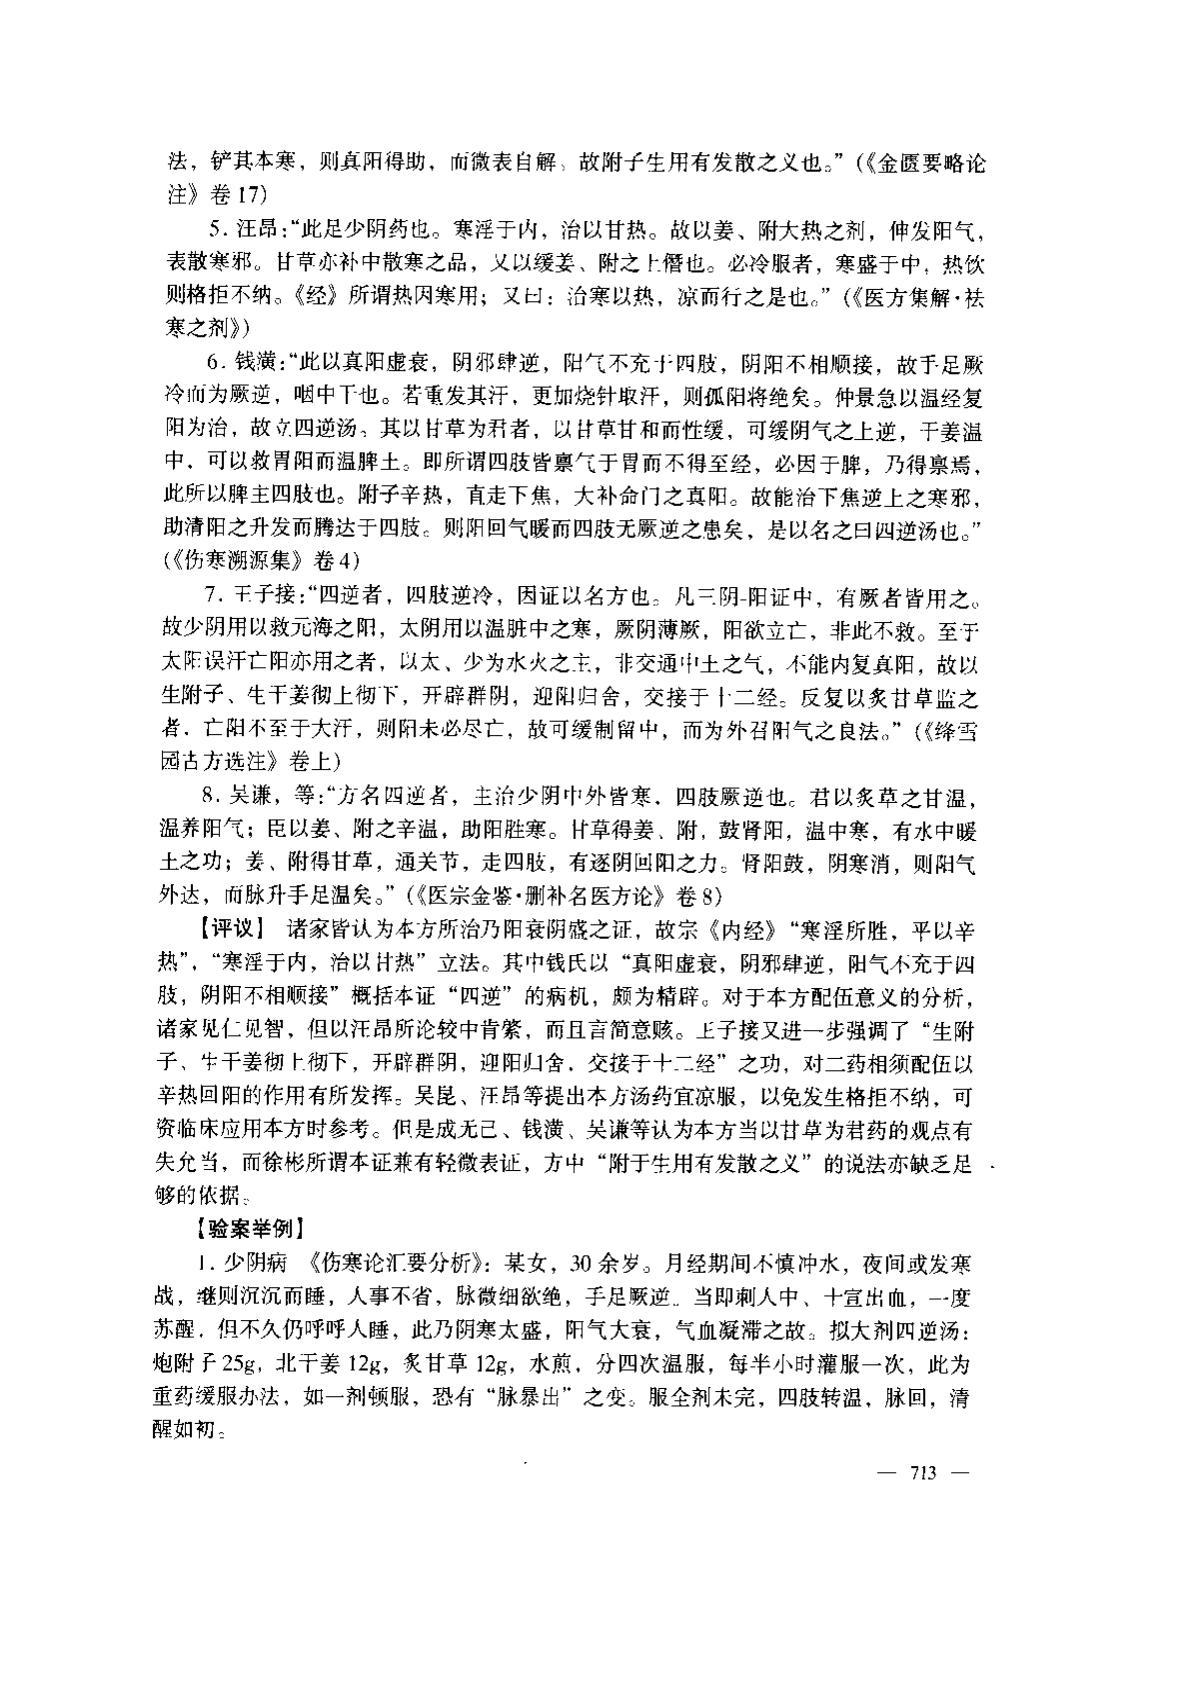 法，铲其本寒，则真阳得助，而微表自解，故附子生用有发散之义也。”（《金匮要略论
注》卷 17）
5. 汪昂：“此足少阴药也。寒淫于内，治以甘热。故以姜、附大热之剂，伸发阳气，
表散寒邪。甘草亦补中散寒之品，又以缓姜、附之上僭也。必冷服者，寒盛于中，热饮
则格拒不纳。《经》所谓热因寒用；又曰：治寒以热，凉而行之是也。”（《医方集解·祛
寒之剂》）
6. 钱潢：“此以真阳虚衰，阴邪肆逆，阳气不充于四肢，阴阳不相顺接，故手足厥
冷而为厥逆，咽中干也。若重发其汗，更加烧针取汗，则孤阳将绝矣。仲景急以温经复
阳为治，故立四逆汤。其以甘草为君者，以甘草甘和而性缓，可缓阴气之上逆，干姜温
中，可以救胃阳而温脾土。即所谓四肢皆禀气于胃而不得至经，必因于脾，乃得禀焉，
此所以脾主四肢也。附子辛热，直走下焦，大补命门之真阳。故能治下焦逆上之寒邪，
助清阳之升发而腾达于四肢。则阳回气暖而四肢无厥逆之患矣，是以名之曰四逆汤也。”
（《伤寒溯源集》卷 4）
7. 王子接：“四逆者，四肢逆冷，因证以名方也。凡三阴-阳证中，有厥者皆用之。
故少阴用以救元海之阳，太阴用以温脏中之寒，厥阴薄厥，阳欲立亡，非此不救。至于
太阳误汗亡阳亦用之者，以太、少为水火之主，非交通中土之气，不能内复真阳，故以
生附子、生干姜彻上彻下，开辟群阴，迎阳归舍，交接于十二经。反复以炙甘草监之
者，亡阳不至于大汗，则阳未必尽亡，故可缓制留中，而为外召阳气之良法。”（《绛雪
园古方选注》卷上）
8. 吴谦，等：“方名四逆者，主治少阴中外皆寒，四肢厥逆也。君以炙草之甘温，
温养阳气；臣以姜、附之辛温，助阳胜寒。甘草得姜、附，鼓肾阳，温中寒，有水中暖
土之功；姜、附得甘草，通关节，走四肢，有逐阴回阳之力。肾阳鼓，阴寒消，则阳气
外达，而脉升手足温矣。”（《医宗金鉴·删补名医方论》卷 8）
【评议】 诸家皆认为本方所治乃阳衰阴盛之证，故宗《内经》“寒淫所胜，平以辛
热”，“寒淫于内，治以甘热”立法。其中钱氏以“真阳虚衰，阴邪肆逆，阳气不充于四
肢，阴阳不相顺接”概括本证“四逆”的病机，颇为精辟。对于本方配伍意义的分析，
诸家见仁见智，但以汪昂所论较中肯綮，而且言简意赅。王子接又进一步强调了“生附
子、生干姜彻上彻下，开辟群阴，迎阳归舍，交接于十二经”之功，对二药相须配伍以
辛热回阳的作用有所发挥。吴昆、汪昂等提出本方汤药宜凉服，以免发生格拒不纳，可
资临床应用本方时参考。但是成无己、钱潢、吴谦等认为本方当以甘草为君药的观点有
失允当，而徐彬所谓本证兼有轻微表证，方中“附于生用有发散之义”的说法亦缺乏足
够的依据。
【验案举例】
1. 少阴病 《伤寒论汇要分析》：某女，30 余岁。月经期间不慎冲水，夜间或发寒
战，继则沉沉而睡，人事不省，脉微细欲绝，手足厥逆。当即刺人中、十宣出血，一度
苏醒，但不久仍呼呼人睡，此乃阴寒太盛，阳气大衰，气血凝滞之故。拟大剂四逆汤：
炮附子 25g，北干姜 12g，炙甘草 12g，水煎，分四次温服，每半小时灌服一次，此为
重药缓服办法，如一剂顿服，恐有“脉暴出”之变。服全剂未完，四肢转温，脉回，清
醒如初。
— 713 —